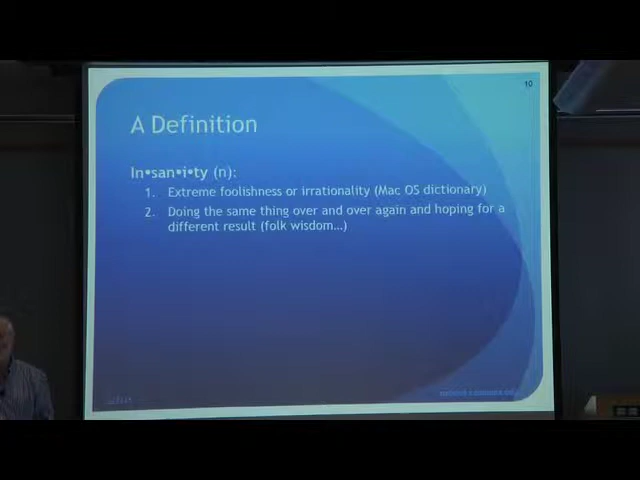 10
A Definition
In•san•i•ty (n):
1. Extreme foolishness or irrationality (Mac OS dictionary)
2. Doing the same thing over and over again and hoping for a
different result (folk wisdom…)